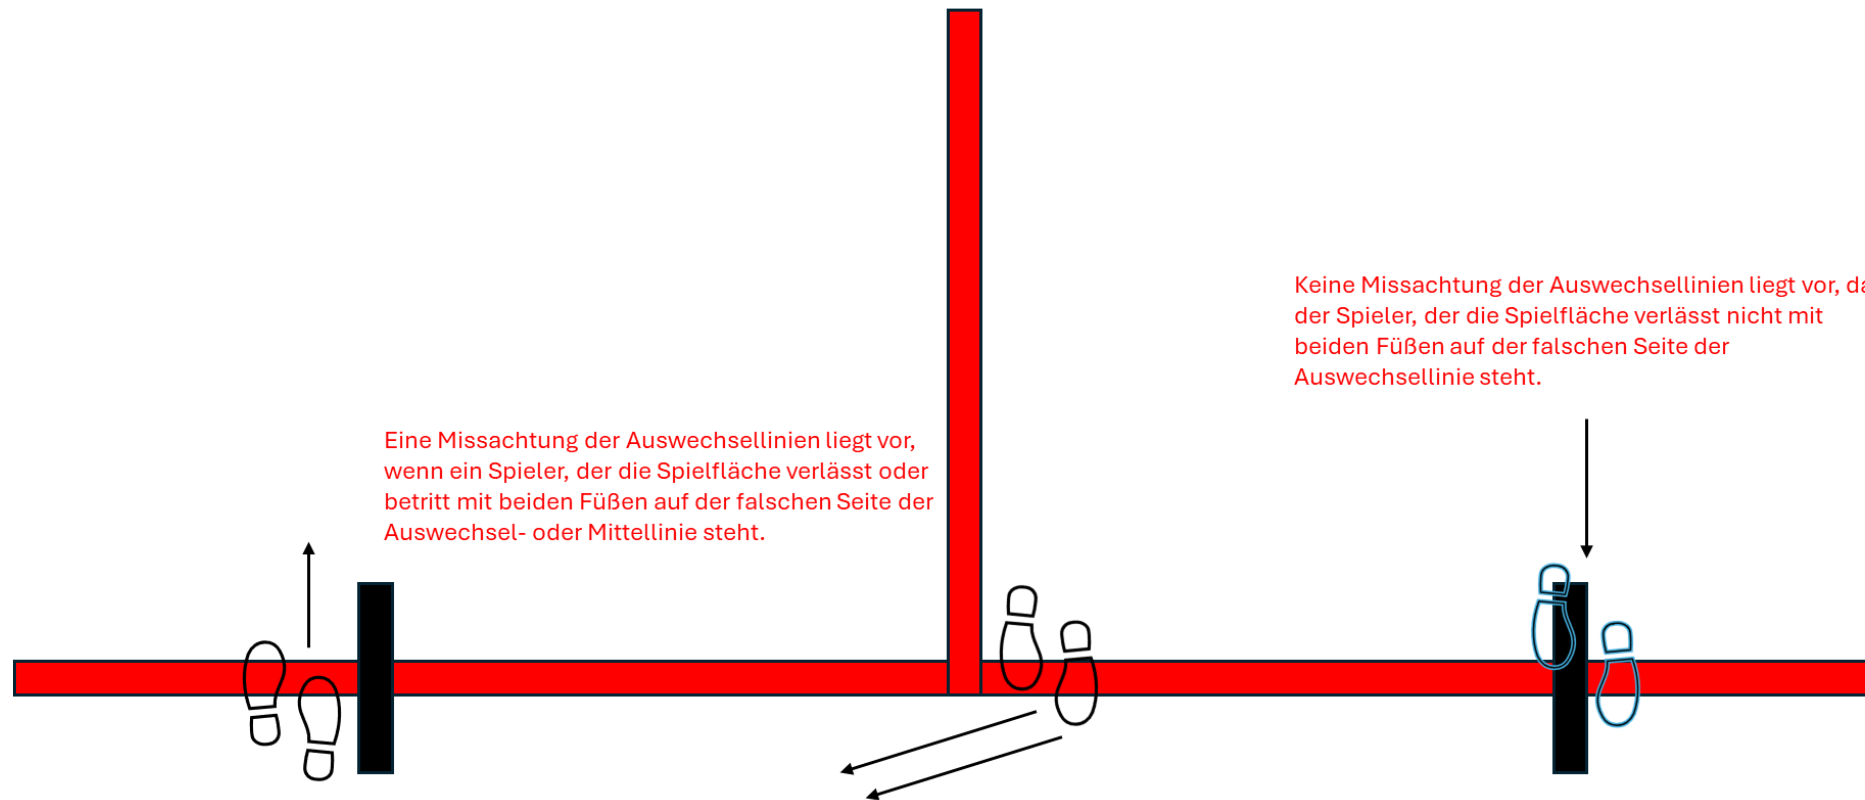 Keine Missachtung der Auswechsellinien liegt vor, da
der Spieler, der die Spielfläche verlässt nicht mit
beiden Füßen auf der falschen Seite der
Auswechsellinie steht.
Eine Missachtung der Auswechsellinien liegt vor,
wenn ein Spieler, der die Spielfläche verlässt oder
betritt mit beiden Füßen auf der falschen Seite der
Auswechsel- oder Mittellinie steht.